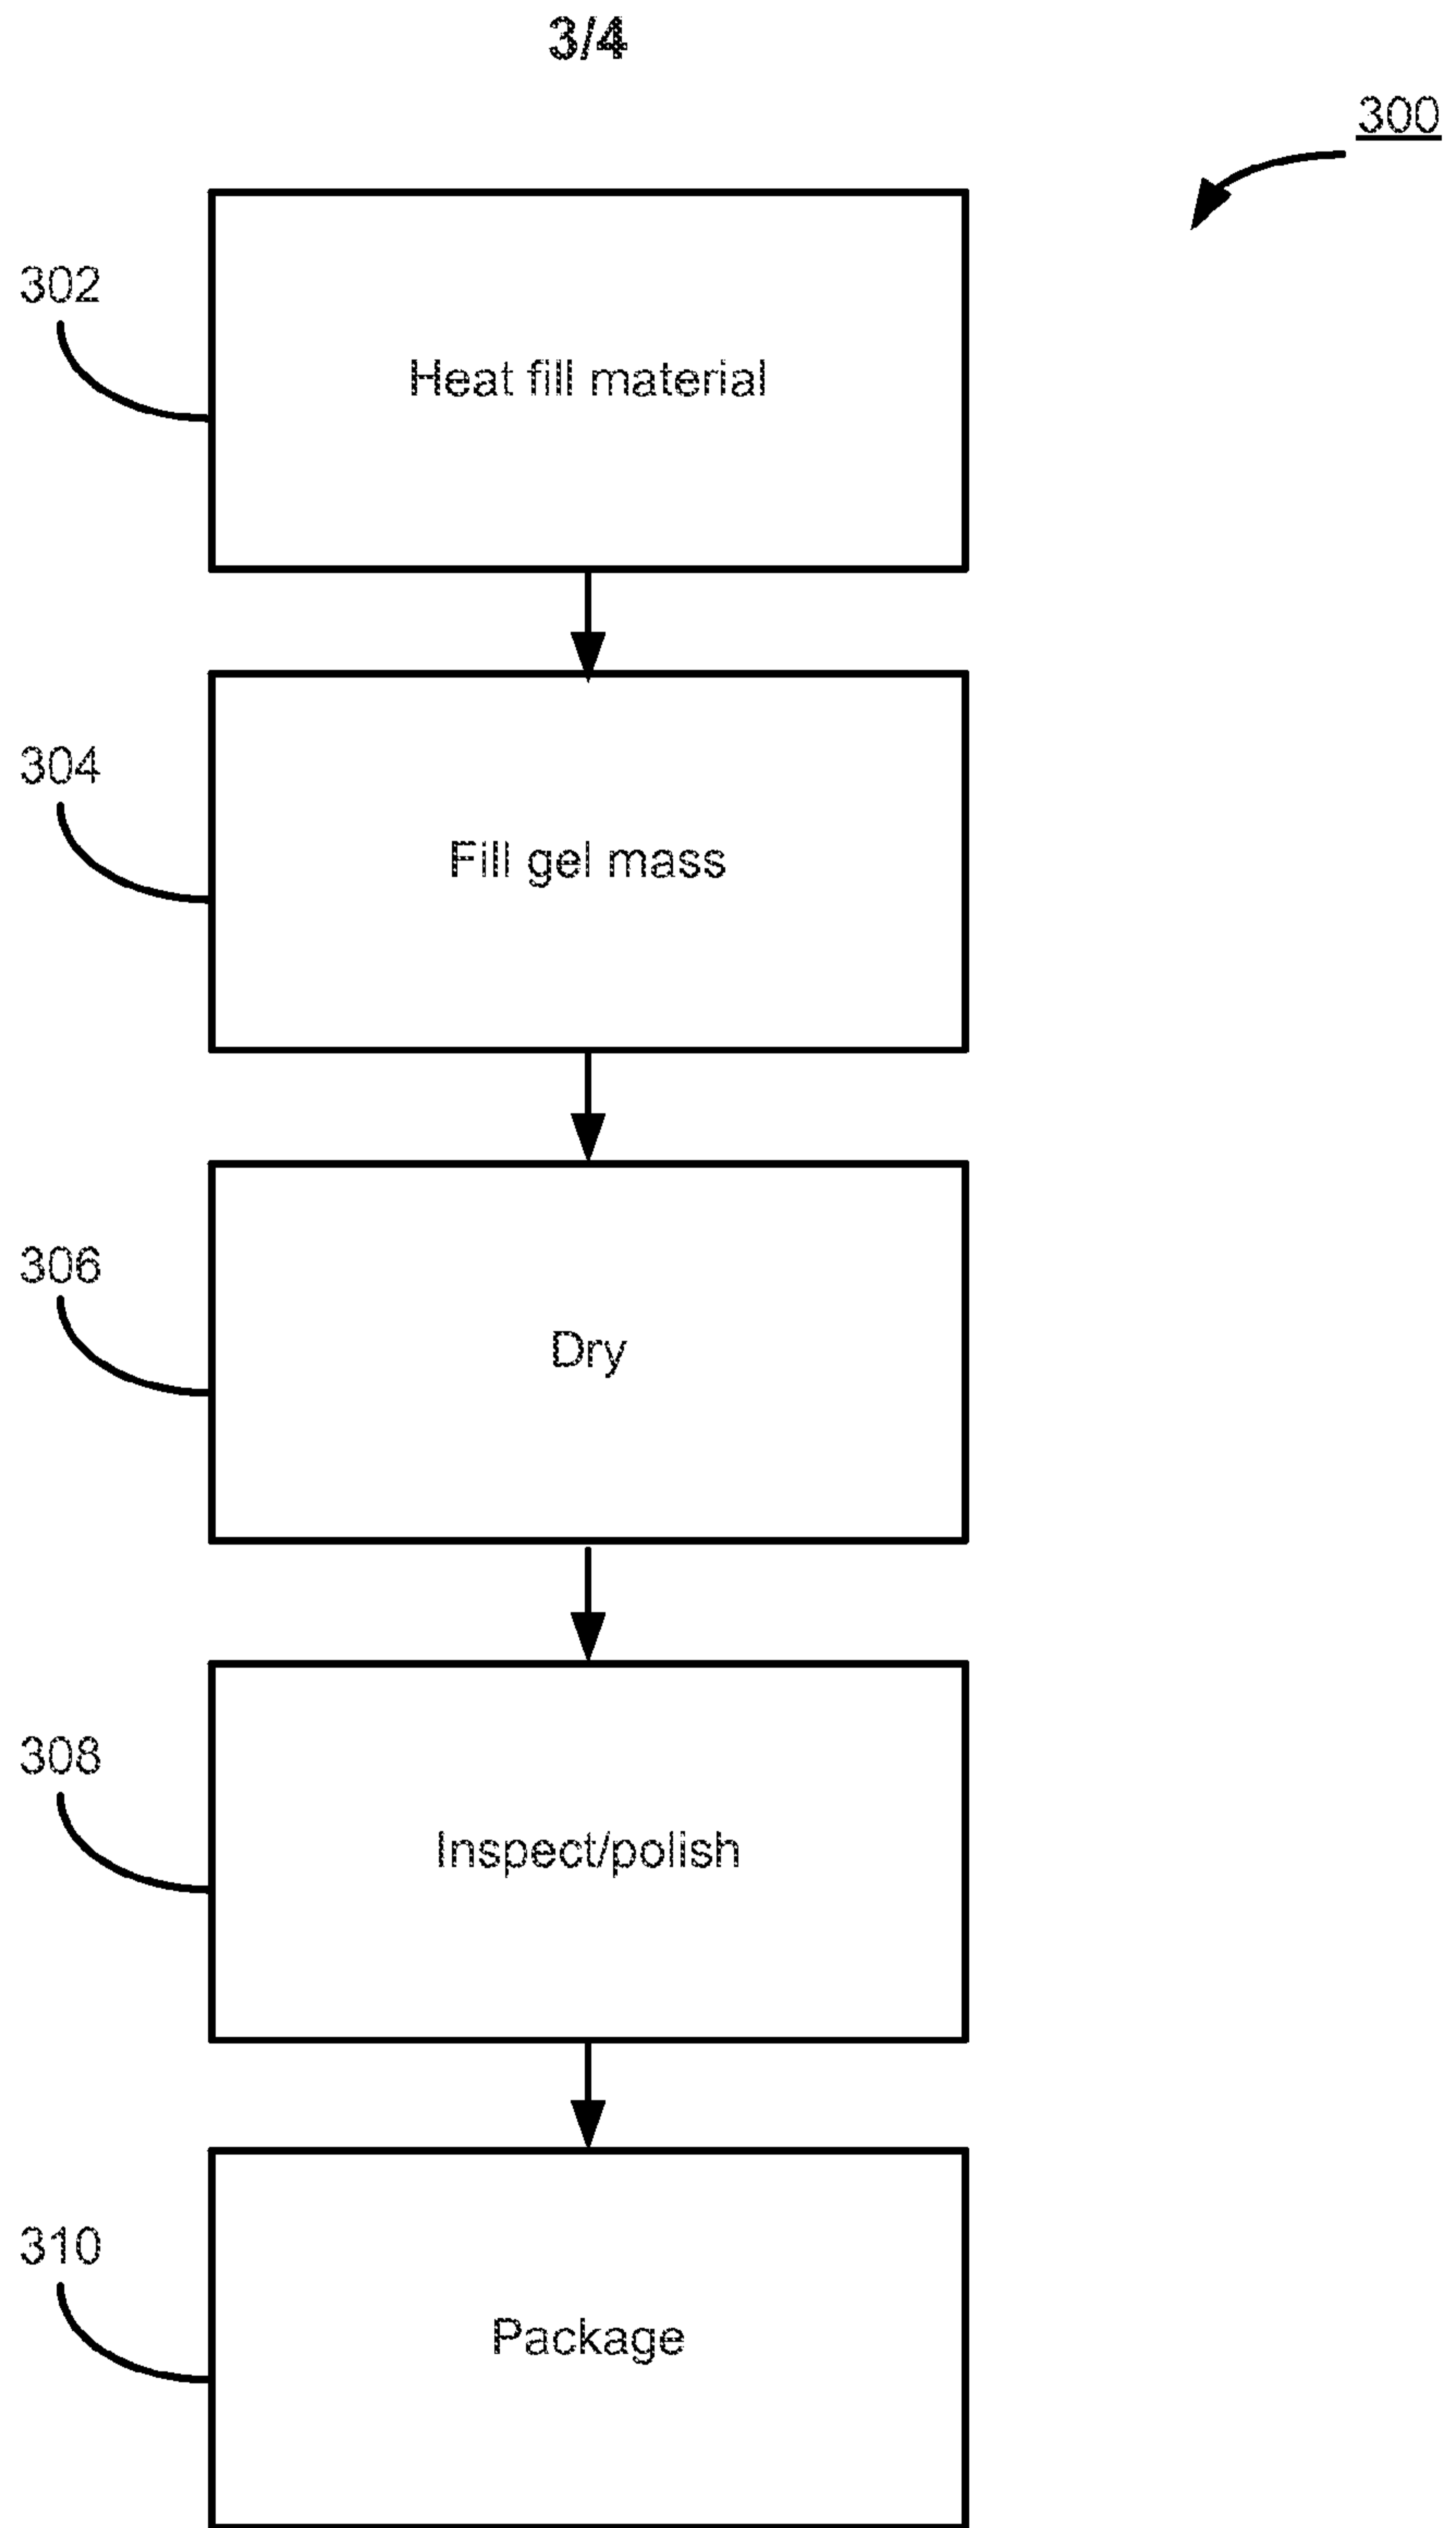 3/4
300
302
Heat fill material
304
Fill gel mass
306
Dry
308
Inspect/polish
310
Package